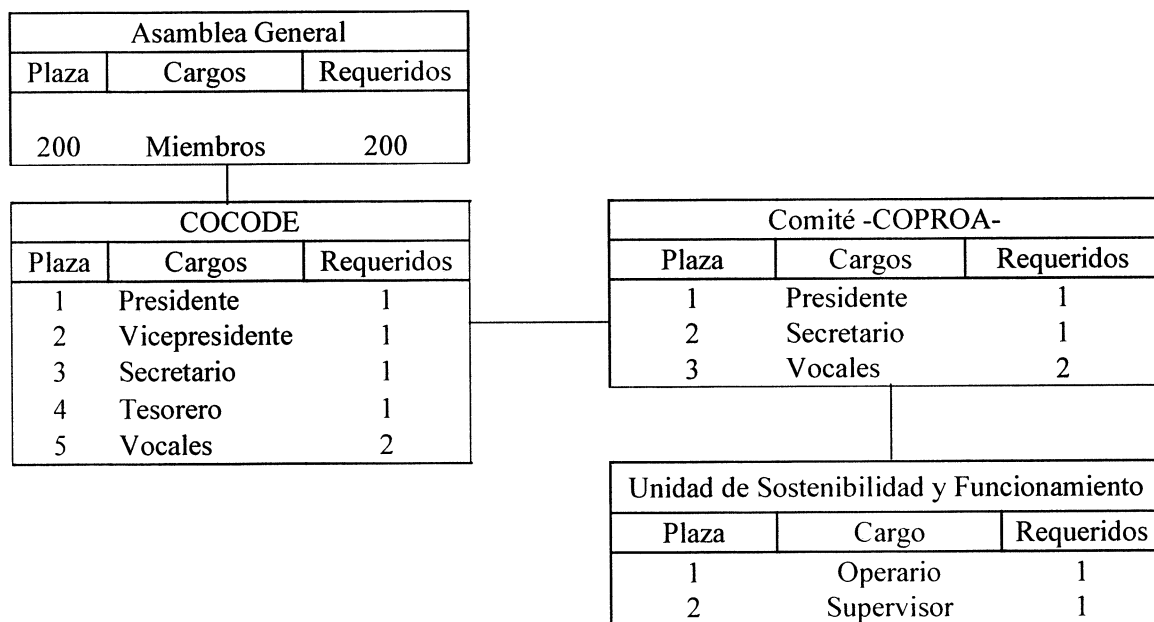 Asamblea General
Plaza Cargos Requeridos
200 Miembros 200
COCODE
Plaza Cargos Requeridos
1 Presidente 1
2 Vicepresidente 1
3 Secretario 1
4 Tesorero 1
5 Vocales 2
Comité -COPROA-
Plaza Cargos Requeridos
1 Presidente 1
2 Secretario 1
3 Vocales 2
Unidad de Sostenibilidad y Funcionamiento
Plaza Cargo Requeridos
1 Operario 1
2 Supervisor 1